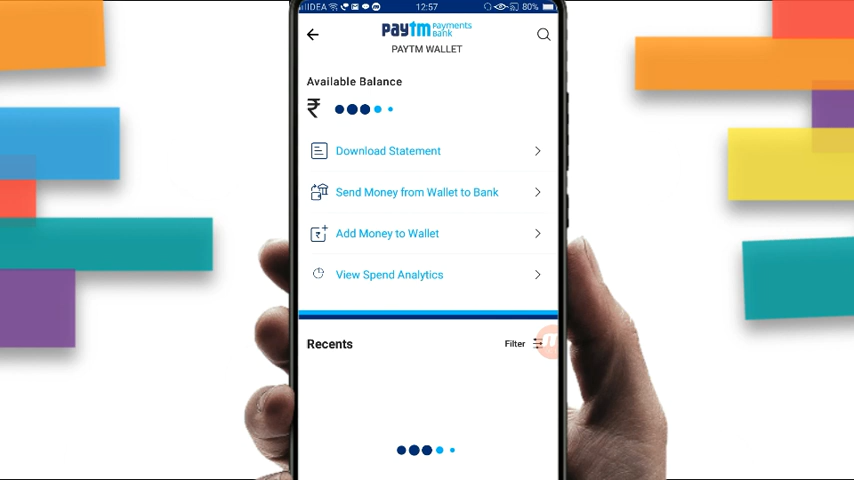 IDEA 12:57 80%
paytm Payments Bank
PAYTM WALLET
Available Balance
₹
Download Statement
Send Money from Wallet to Bank
Add Money to Wallet
View Spend Analytics
Recents
Filter